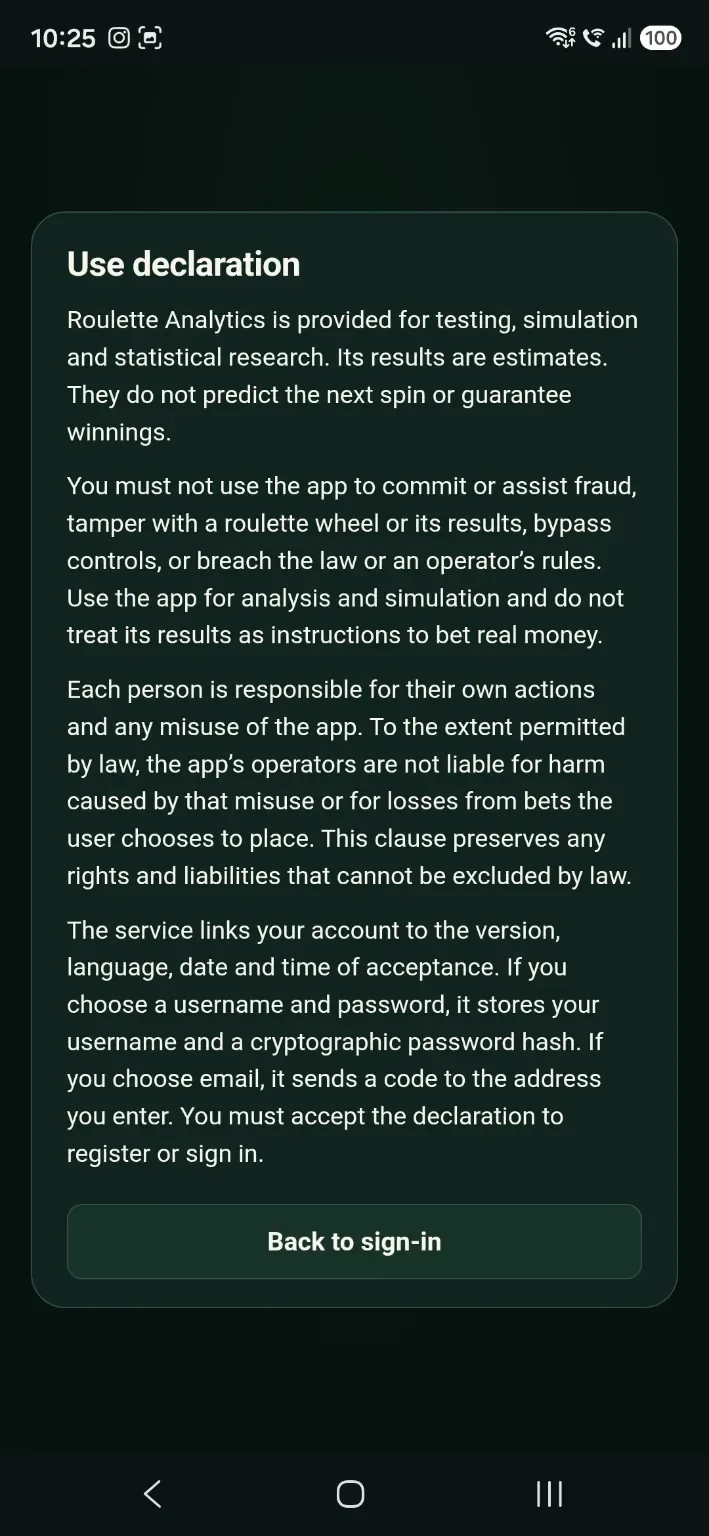 10:25
6
100
Use declaration
Roulette Analytics is provided for testing, simulation
and statistical research. Its results are estimates.
They do not predict the next spin or guarantee
winnings.
You must not use the app to commit or assist fraud,
tamper with a roulette wheel or its results, bypass
controls, or breach the law or an operator’s rules.
Use the app for analysis and simulation and do not
treat its results as instructions to bet real money.
Each person is responsible for their own actions
and any misuse of the app. To the extent permitted
by law, the app’s operators are not liable for harm
caused by that misuse or for losses from bets the
user chooses to place. This clause preserves any
rights and liabilities that cannot be excluded by law.
The service links your account to the version,
language, date and time of acceptance. If you
choose a username and password, it stores your
username and a cryptographic password hash. If
you choose email, it sends a code to the address
you enter. You must accept the declaration to
register or sign in.
Back to sign-in